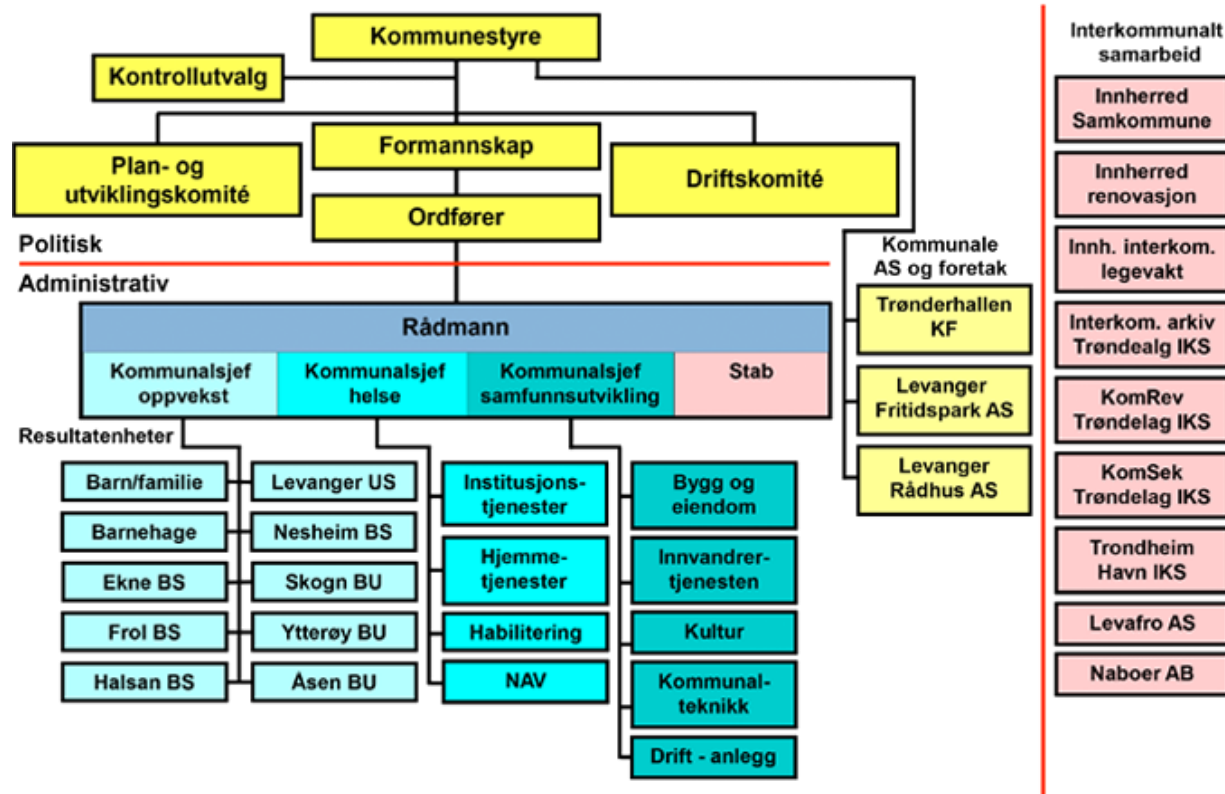 Kommunestyre
Kontrollutvalg
Formannskap
Plan- og
utviklingskomité
Driftskomité
Ordfører
Politisk
Administrativ
Rådmann
Kommunalsjef
oppvekst
Kommunalsjef
helse
Kommunalsjef
samfunnsutvikling
Stab
Resultatenheter
Barn/familie
Barnehage
Ekne BS
Frol BS
Halsan BS
Levanger US
Nesheim BS
Skogn BU
Ytterøy BU
Åsen BU
Institusjons-
tjenester
Hjemme-
tjenester
Habilitering
NAV
Bygg og
eiendom
Innvandrer-
tjenesten
Kultur
Kommunal-
teknikk
Drift - anlegg
Kommunale
AS og foretak
Trønderhallen
KF
Levanger
Fritidspark AS
Levanger
Rådhus AS
Interkommunalt
samarbeid
Innherred
Samkommune
Innherred
renovasjon
Innh. interkom.
legevakt
Interkom. arkiv
Trøndealg IKS
KomRev
Trøndelag IKS
KomSek
Trøndelag IKS
Trondheim
Havn IKS
Levafro AS
Naboer AB